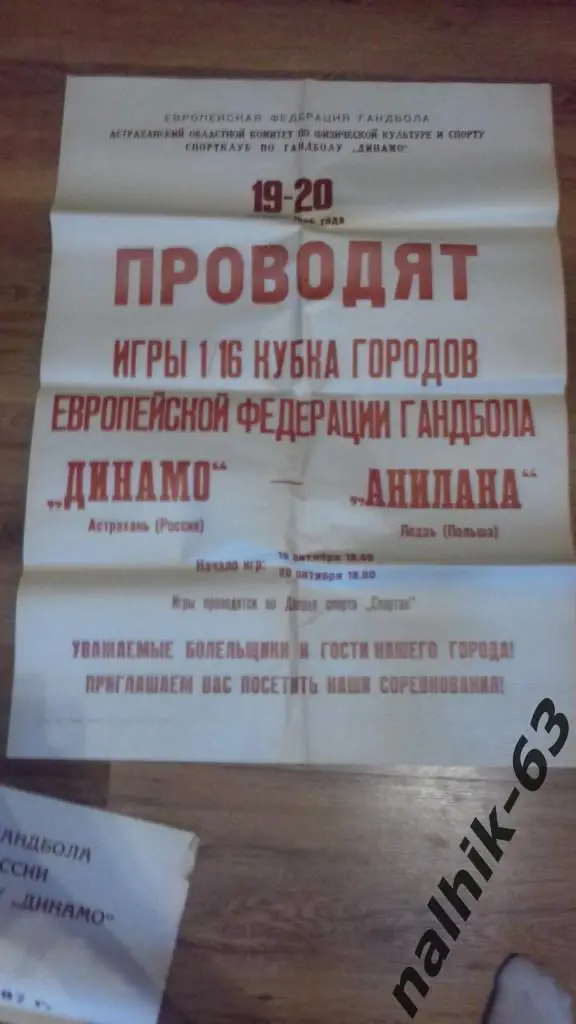 ЕВРОПЕЙСКАЯ ФЕДЕРАЦИЯ ГАНДБОЛА
АСТРАХАНСКИЙ ОБЛАСТНОЙ КОМИТЕТ ПО ФИЗИЧЕСКОЙ КУЛЬТУРЕ И СПОРТУ
СПОРТКЛУБ ПО ГАНДБОЛУ „ДИНАМО“
19-20
года
ПРОВОДЯТ
ИГРЫ 1/16 КУБКА ГОРОДОВ
ЕВРОПЕЙСКОЙ ФЕДЕРАЦИИ ГАНДБОЛА
„ДИНАМО“ — „АНИЛАНА“
Астрахань (Россия) Лодзь (Польша)
Начало игр: 19 октября 18.00
20 октября 18.00
Игры проводятся во Дворце спорта „Спартак“
УВАЖАЕМЫЕ БОЛЕЛЬЩИКИ И ГОСТИ НАШЕГО ГОРОДА!
ПРИГЛАШАЕМ ВАС ПОСЕТИТЬ НАШИ СОРЕВНОВАНИЯ!
АНДБОЛА
ССИИ
„ДИНАМО“
nalhik-63